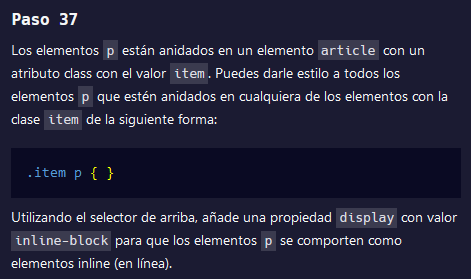 Paso 37
Los elementos p están anidados en un elemento article con un
atributo class con el valor item. Puedes darle estilo a todos los
elementos p que estén anidados en cualquiera de los elementos con la
clase item de la siguiente forma:
.item p { }
Utilizando el selector de arriba, añade una propiedad display con valor
inline-block para que los elementos p se comporten como
elementos inline (en línea).